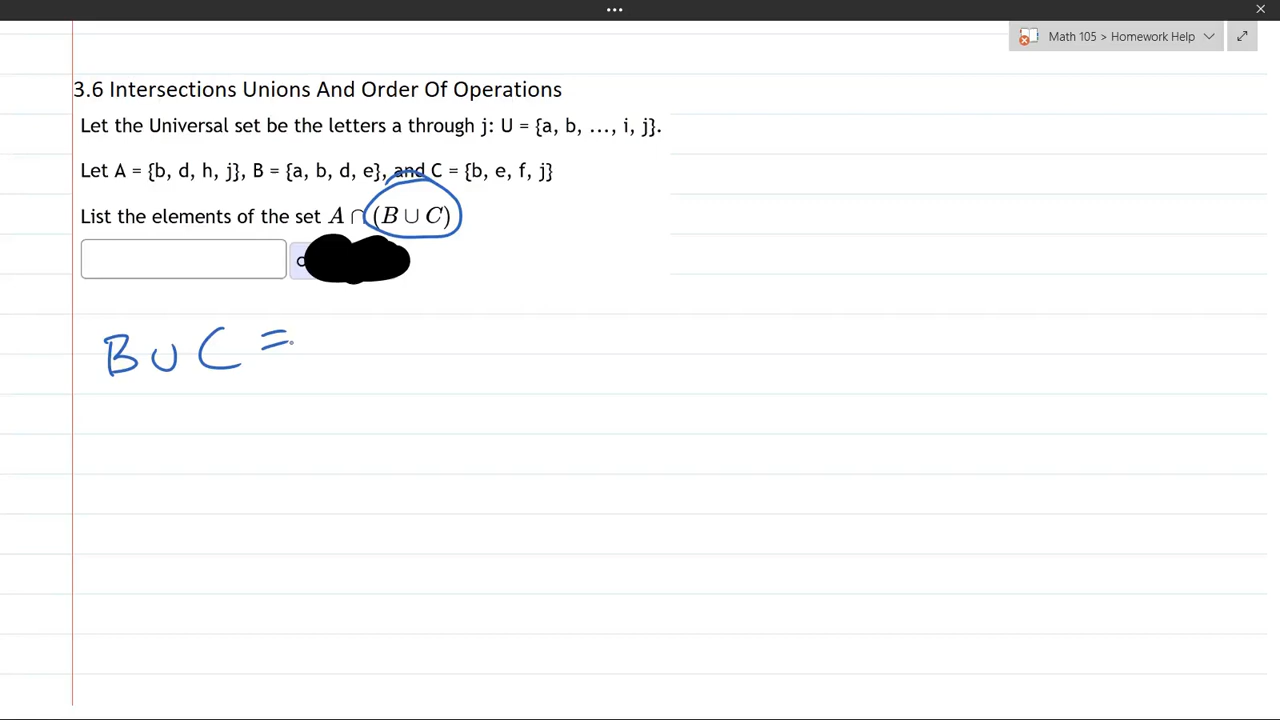 Math 105 > Homework Help
3.6 Intersections Unions And Order Of Operations
Let the Universal set be the letters a through j: U = {a, b, ..., i, j}.
Let A = {b, d, h, j}, B = {a, b, d, e}, and C = {b, e, f, j}
List the elements of the set A ∩ (B ∪ C)
B ∪ C =